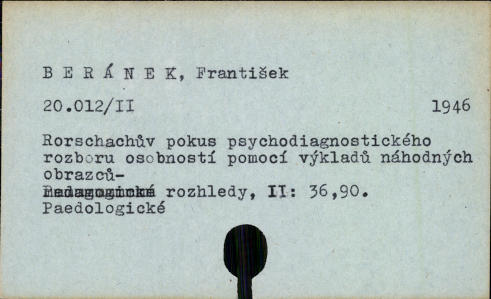 B E R Á N E K, František
20.012/II 1946
Rorschachův pokus psychodiagnostického
rozboru osobností pomocí výkladů náhodných
obrazců-
rozhledy, II: 36,90.
Paedologické